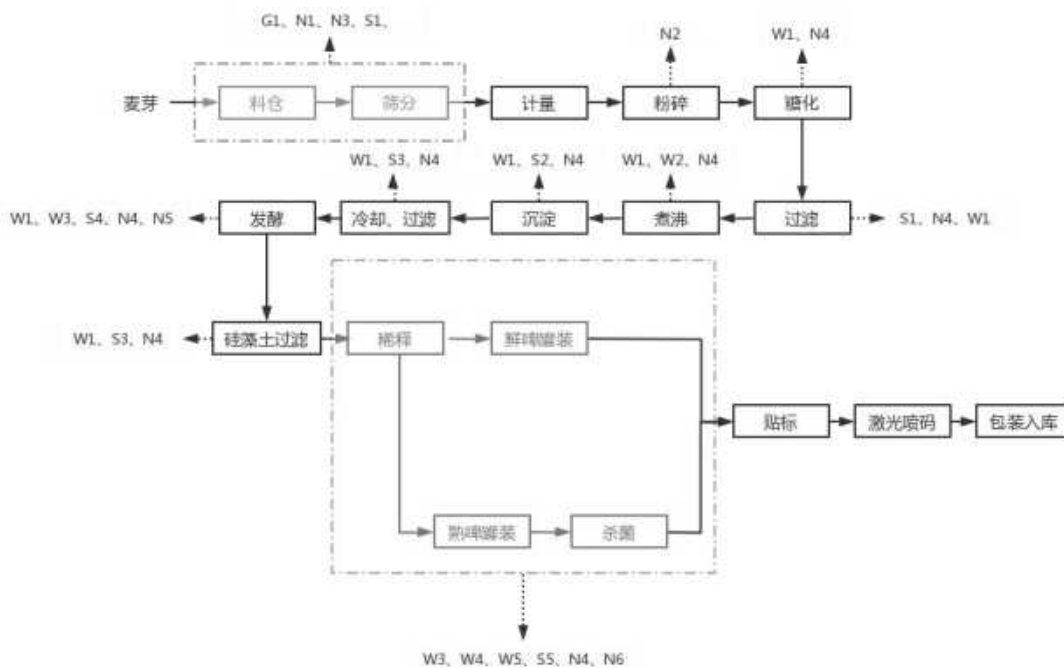 G1、N1、N3、S1、
N2
W1、N4
麦芽
料仓
筛分
计量
粉碎
糖化
W1、S3、N4
W1、S2、N4
W1、W2、N4
W1、W3、S4、N4、N5
发酵
冷却、过滤
沉淀
煮沸
过滤
S1、N4、W1
W1、S3、N4
硅藻土过滤
稀释
鲜啤罐装
贴标
激光喷码
包装入库
熟啤罐装
杀菌
W3、W4、W5、S5、N4、N6